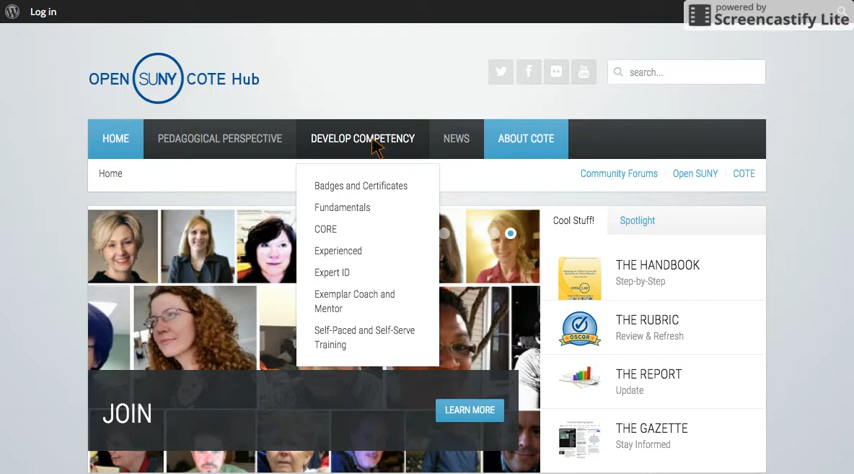 Log in
powered by
Screencastify Lite
OPEN SUNY COTE Hub
search...
HOME
PEDAGOGICAL PERSPECTIVE
DEVELOP COMPETENCY
NEWS
ABOUT COTE
Home
Community Forums
Open SUNY
COTE
Badges and Certificates
Fundamentals
CORE
Experienced
Expert ID
Exemplar Coach and
Mentor
Self-Paced and Self-Serve
Training
JOIN
LEARN MORE
Cool Stuff!
Spotlight
THE HANDBOOK
Step-by-Step
THE RUBRIC
Review & Refresh
OSCQR
THE REPORT
Update
THE GAZETTE
Stay Informed